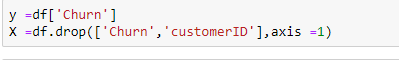 y =df['Churn']
X =df.drop(['Churn','customerID'],axis =1)